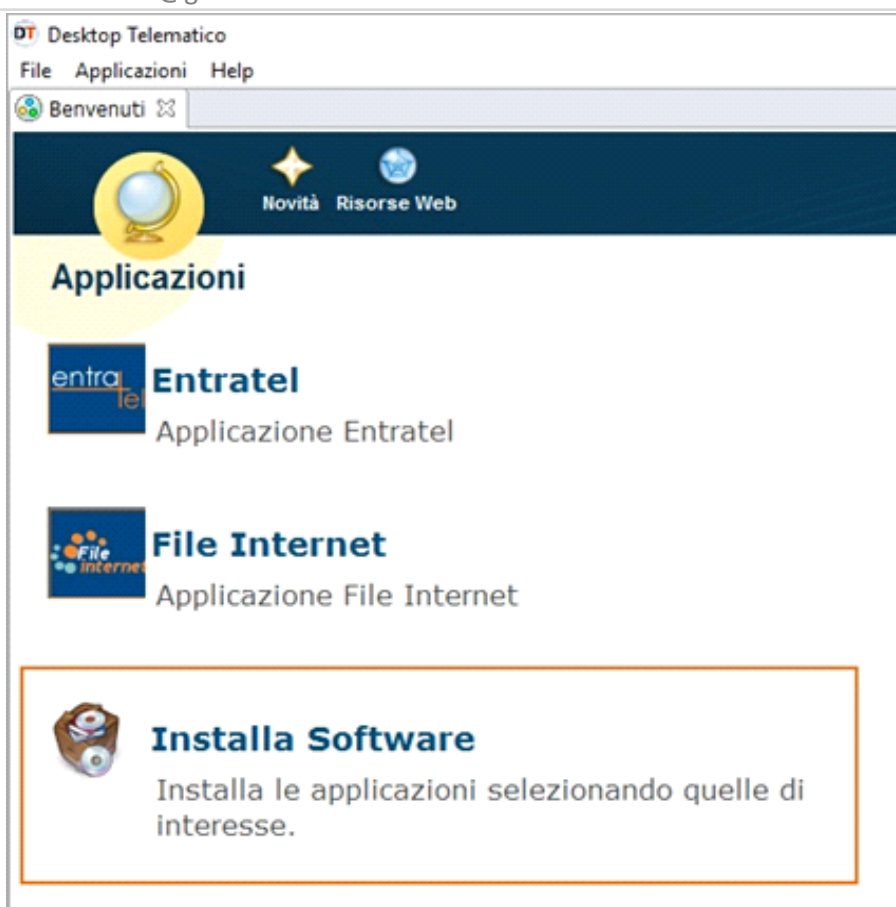 DT Desktop Telematico
File Applicazioni Help
Benvenuti
Novità Risorse Web
Applicazioni
entratel
Entratel
Applicazione Entratel
File internet
File Internet
Applicazione File Internet
Installa Software
Installa le applicazioni selezionando quelle di
interesse.